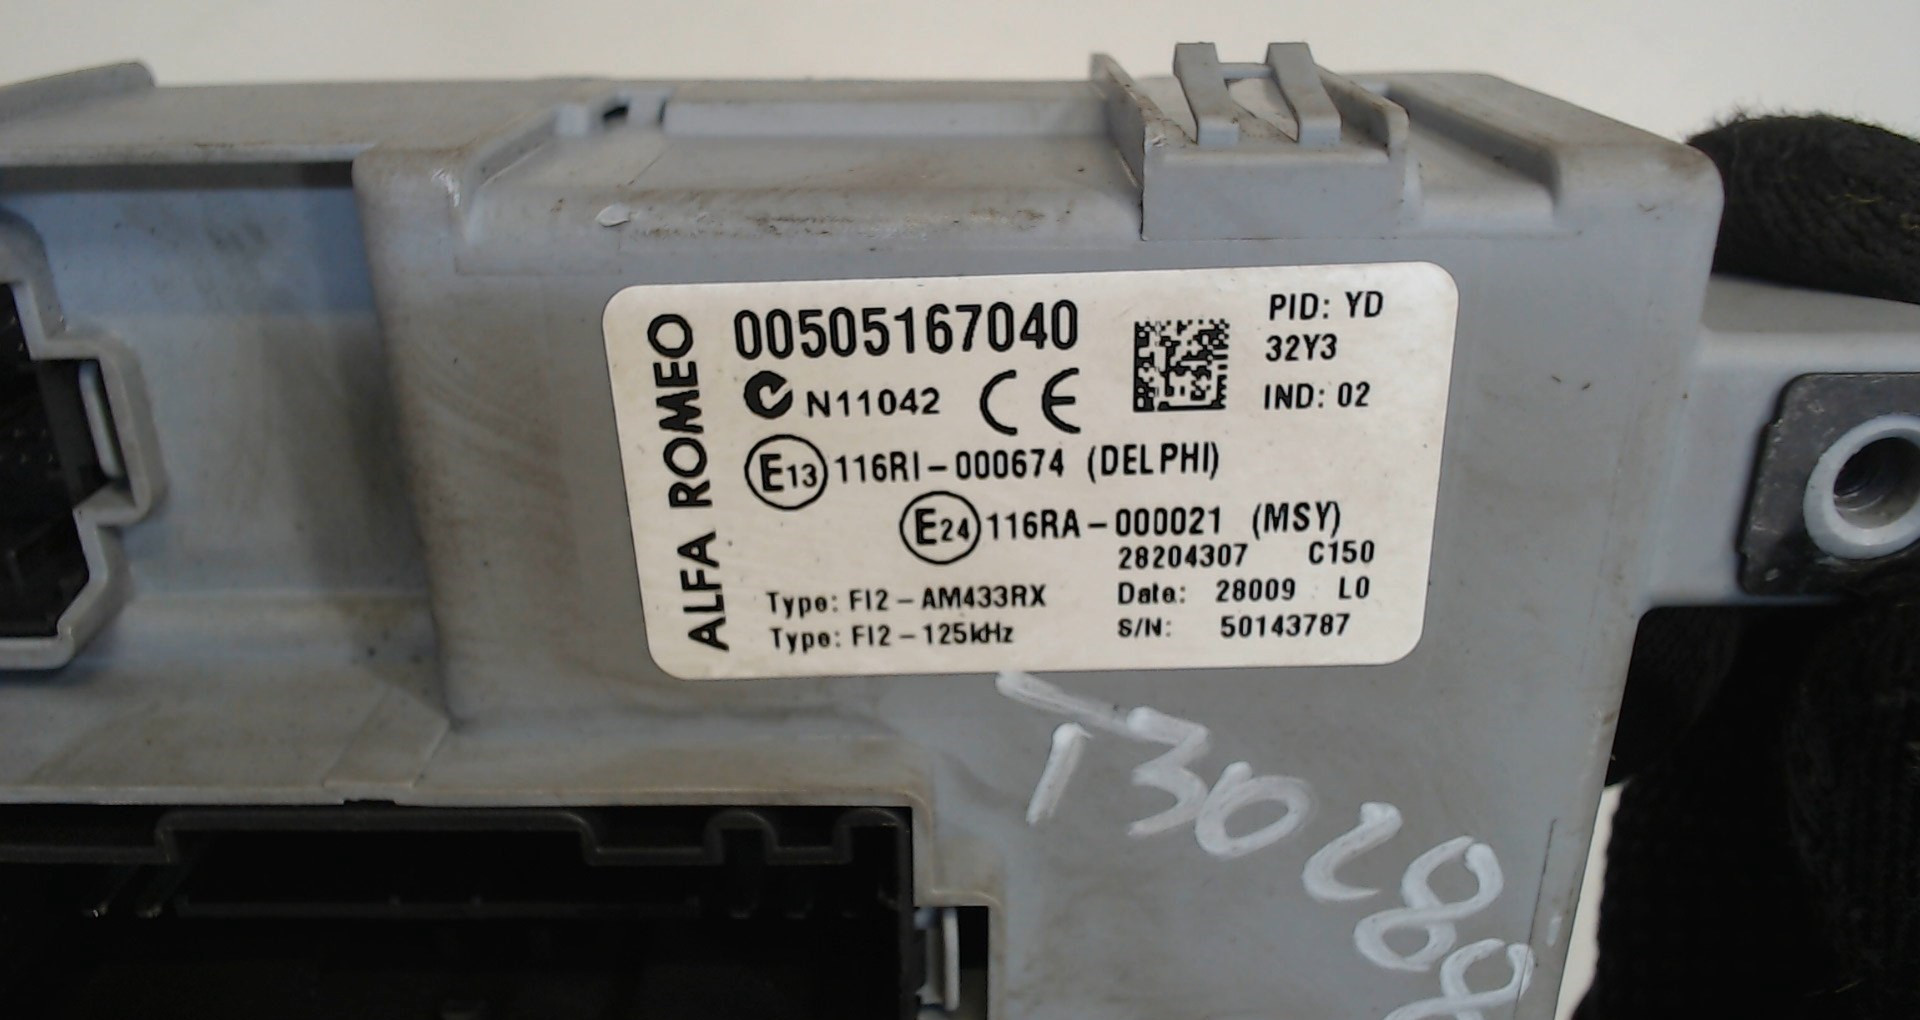 ALFA ROMEO
00505167040
PID: YD
32Y3
N11042 CE
IND: 02
E13 116RI-000674 (DELPHI)
E24 116RA-000021 (MSY)
28204307 C150
Type: FI2-AM433RX
Date: 28009 L0
Type: FI2-125kHz
S/N: 50143787